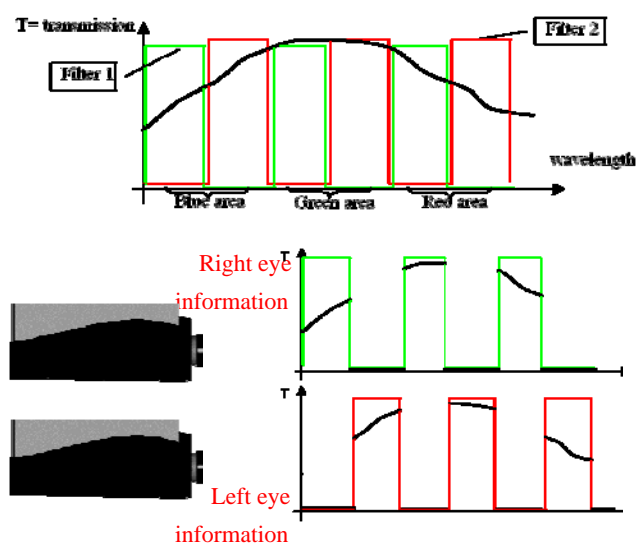 T= transmission
Filter 2
Filter 1
wavelength
Blue area
Green area
Red area
T
Right eye
information
T
Left eye
information